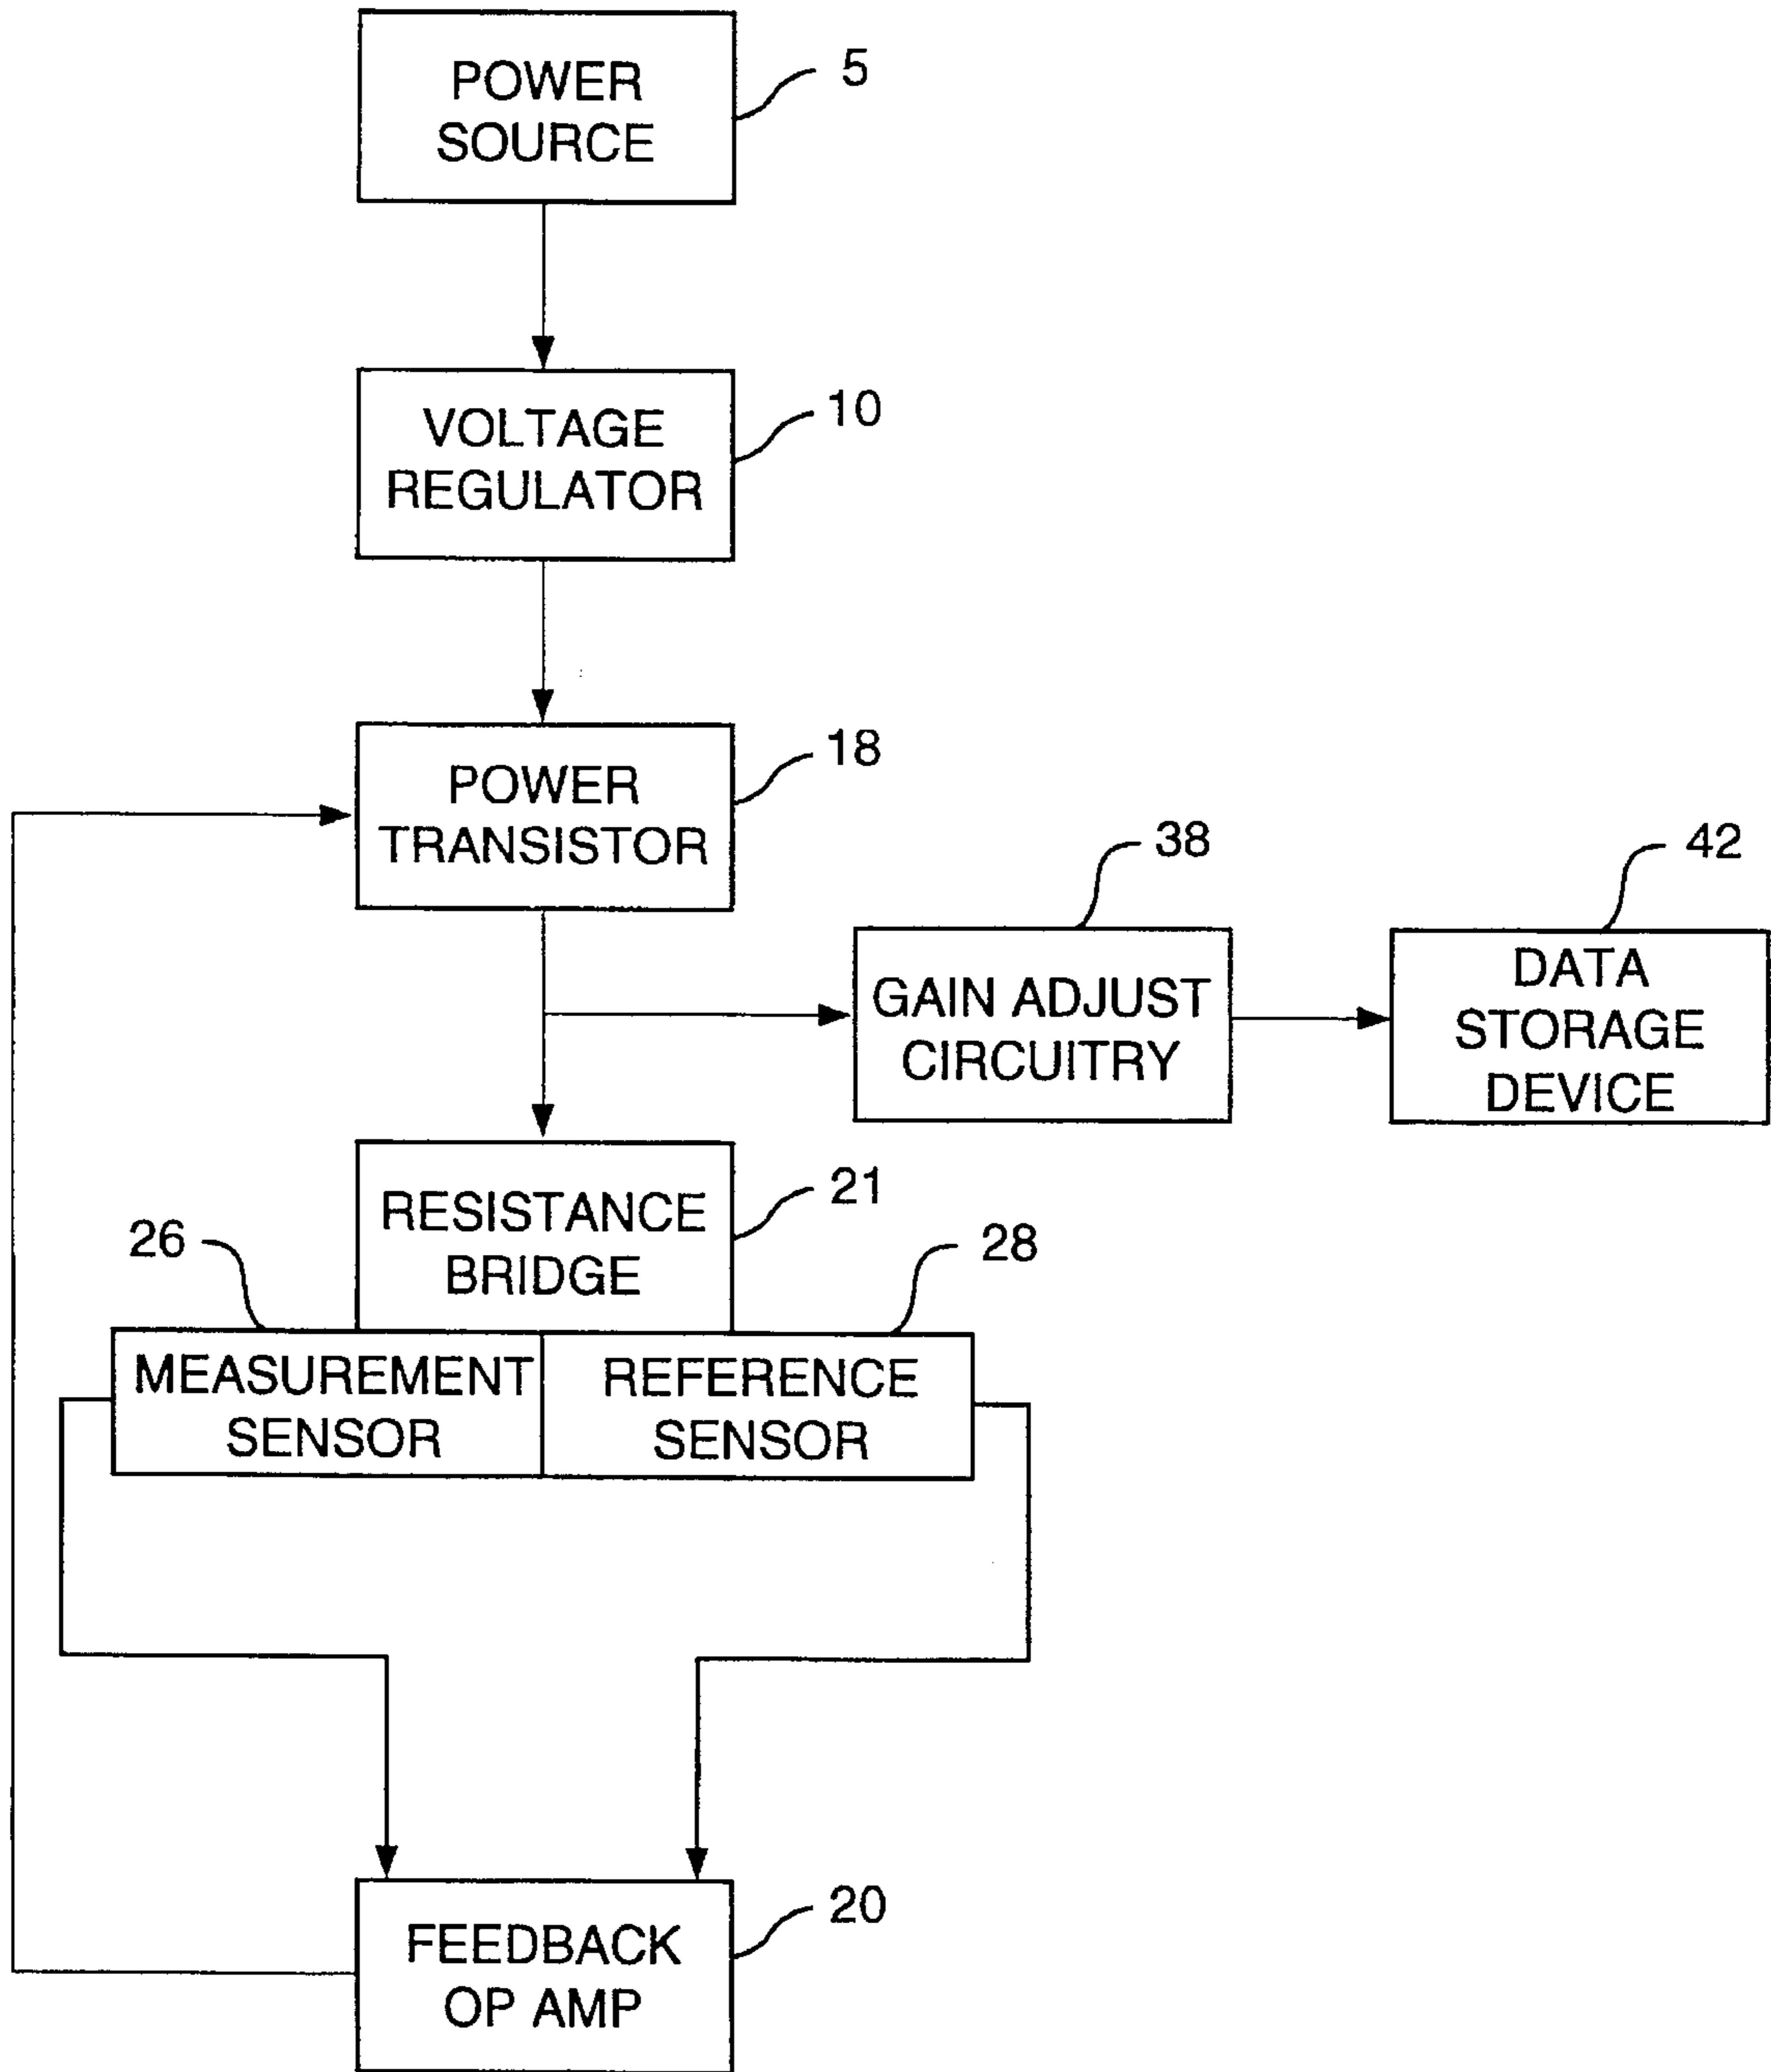 POWER
SOURCE
5
VOLTAGE
REGULATOR
10
POWER
TRANSISTOR
18
38
42
GAIN ADJUST
CIRCUITRY
DATA
STORAGE
DEVICE
RESISTANCE
BRIDGE
21
26
28
MEASUREMENT
SENSOR
REFERENCE
SENSOR
FEEDBACK
OP AMP
20